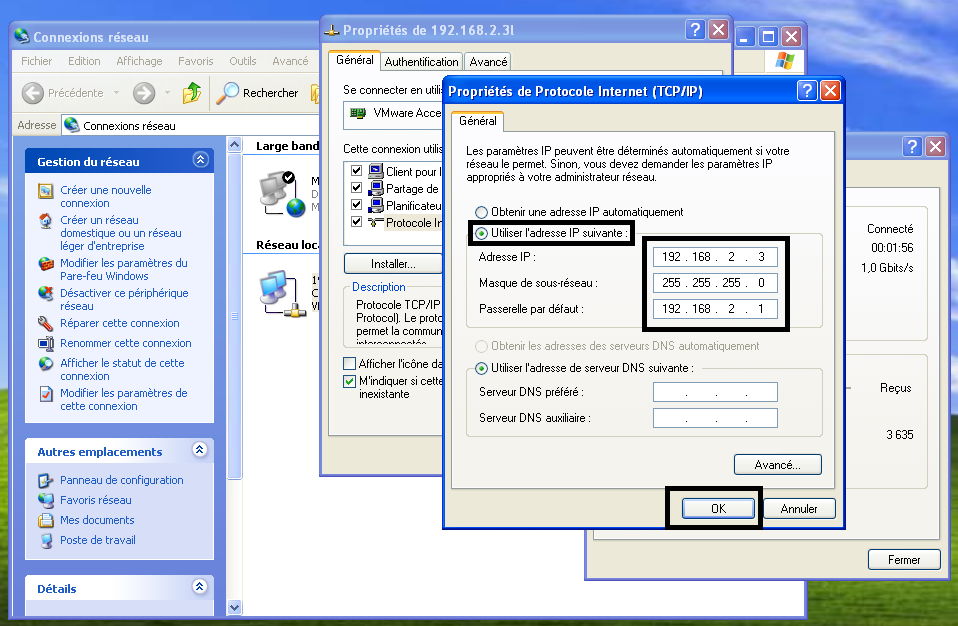 Connexions réseau
Fichier Edition Affichage Favoris Outils Avancé
Précédente Rechercher
Adresse Connexions réseau
Gestion du réseau
Créer une nouvelle
connexion
Créer un réseau
domestique ou un réseau
léger d'entreprise
Modifier les paramètres du
Pare-feu Windows
Désactiver ce périphérique
réseau
Réparer cette connexion
Renommer cette connexion
Afficher le statut de cette
connexion
Modifier les paramètres de
cette connexion
Autres emplacements
Panneau de configuration
Favoris réseau
Mes documents
Poste de travail
Détails
Large band
Réseau loc
Propriétés de 192.168.2.3l
Général Authentification Avancé
Se connecter en utili
VMware Acce
Cette connexion utilis
Client pour l
Partage de
Planificateu
Protocole In
Installer...
Description
Protocole TCP/IP
Protocol). Le proto
permet la commun
Afficher l'icône da
M'indiquer si cette
inexistante
Propriétés de Protocole Internet (TCP/IP)
Général
Les paramètres IP peuvent être déterminés automatiquement si votre
réseau le permet. Sinon, vous devez demander les paramètres IP
appropriés à votre administrateur réseau.
Obtenir une adresse IP automatiquement
Utiliser l'adresse IP suivante :
Adresse IP : 192 . 168 . 2 . 3
Masque de sous-réseau : 255 . 255 . 255 . 0
Passerelle par défaut : 192 . 168 . 2 . 1
Obtenir les adresses des serveurs DNS automatiquement
Utiliser l'adresse de serveur DNS suivante :
Serveur DNS préféré : . . .
Serveur DNS auxiliaire : . . .
Avancé...
OK Annuler
Connecté
00:01:56
1,0 Gbits/s
Reçus
3 635
Fermer